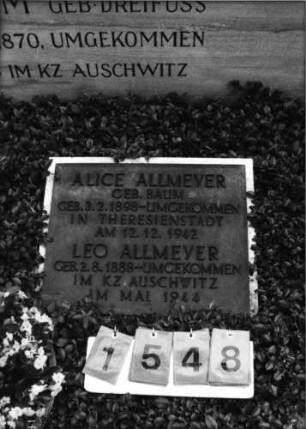 GEB· DREIFUSS
1870, UMGEKOMMEN
IM KZ AUSCHWITZ
ALICE ALLMEYER
GEB. BAUM
GEB. 3.2.1898-UMGEKOMMEN
IN THERESIENSTADT
AM 12.12.1942
LEO ALLMEYER
GEB. 2.8.1888-UMGEKOMMEN
IM KZ AUSCHWITZ
IM MAI 1944
1548